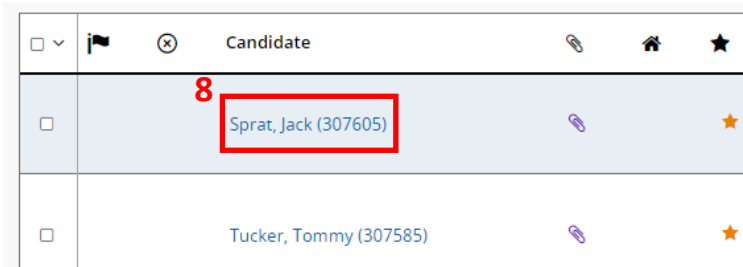 Candidate
8
Sprat, Jack (307605)
Tucker, Tommy (307585)